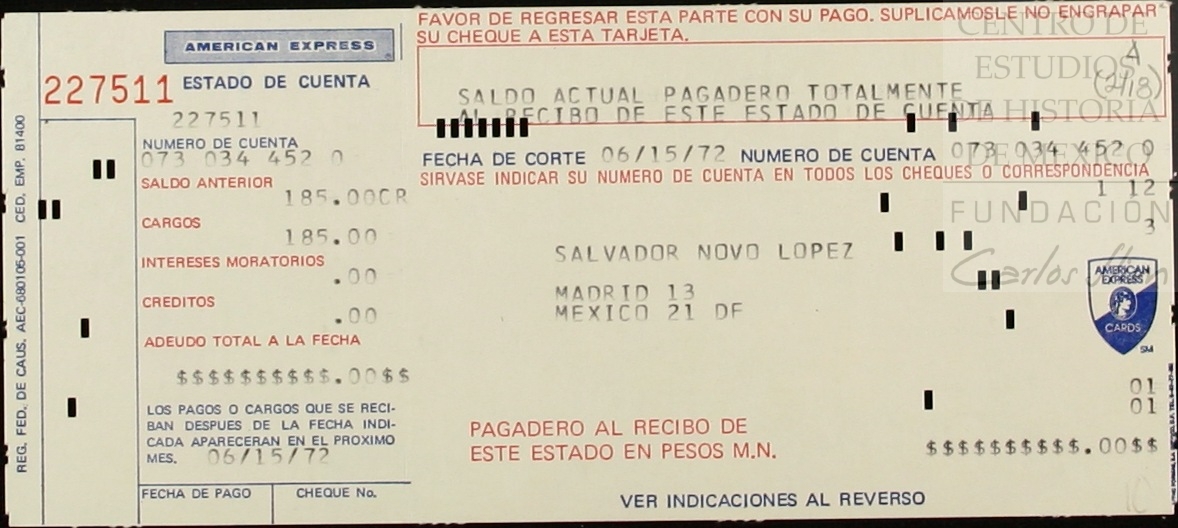 REG. FED. DE CAUS. AEC-680105-001 CED. EMP. 81400
AMERICAN EXPRESS
227511 ESTADO DE CUENTA
227511
NUMERO DE CUENTA
073 034 452 0
SALDO ANTERIOR
185.00CR
CARGOS
185.00
INTERESES MORATORIOS
.00
CREDITOS
.00
ADEUDO TOTAL A LA FECHA
$$$$$$$$$$.00$$
LOS PAGOS O CARGOS QUE SE RECI-
BAN DESPUES DE LA FECHA INDI-
CADA APARECERAN EN EL PROXIMO
MES. 06/15/72
FECHA DE PAGO CHEQUE No.
FAVOR DE REGRESAR ESTA PARTE CON SU PAGO. SUPLICAMOSLE NO ENGRAPAR
SU CHEQUE A ESTA TARJETA.
A
(418)
SALDO ACTUAL PAGADERO TOTALMENTE
AL RECIBO DE ESTE ESTADO DE CUENTA
FECHA DE CORTE 06/15/72 NUMERO DE CUENTA 073 034 452 0
SIRVASE INDICAR SU NUMERO DE CUENTA EN TODOS LOS CHEQUES O CORRESPONDENCIA
1 12
3
SALVADOR NOVO LOPEZ
MADRID 13
MEXICO 21 DF
AMERICAN
EXPRESS
CARDS
SM
01
01
PAGADERO AL RECIBO DE
ESTE ESTADO EN PESOS M.N.
$$$$$$$$$$.00$$
VER INDICACIONES AL REVERSO
CENTRO DE
ESTUDIOS
DE HISTORIA
DE MEXICO
FUNDACIÓN
Carlos Slim